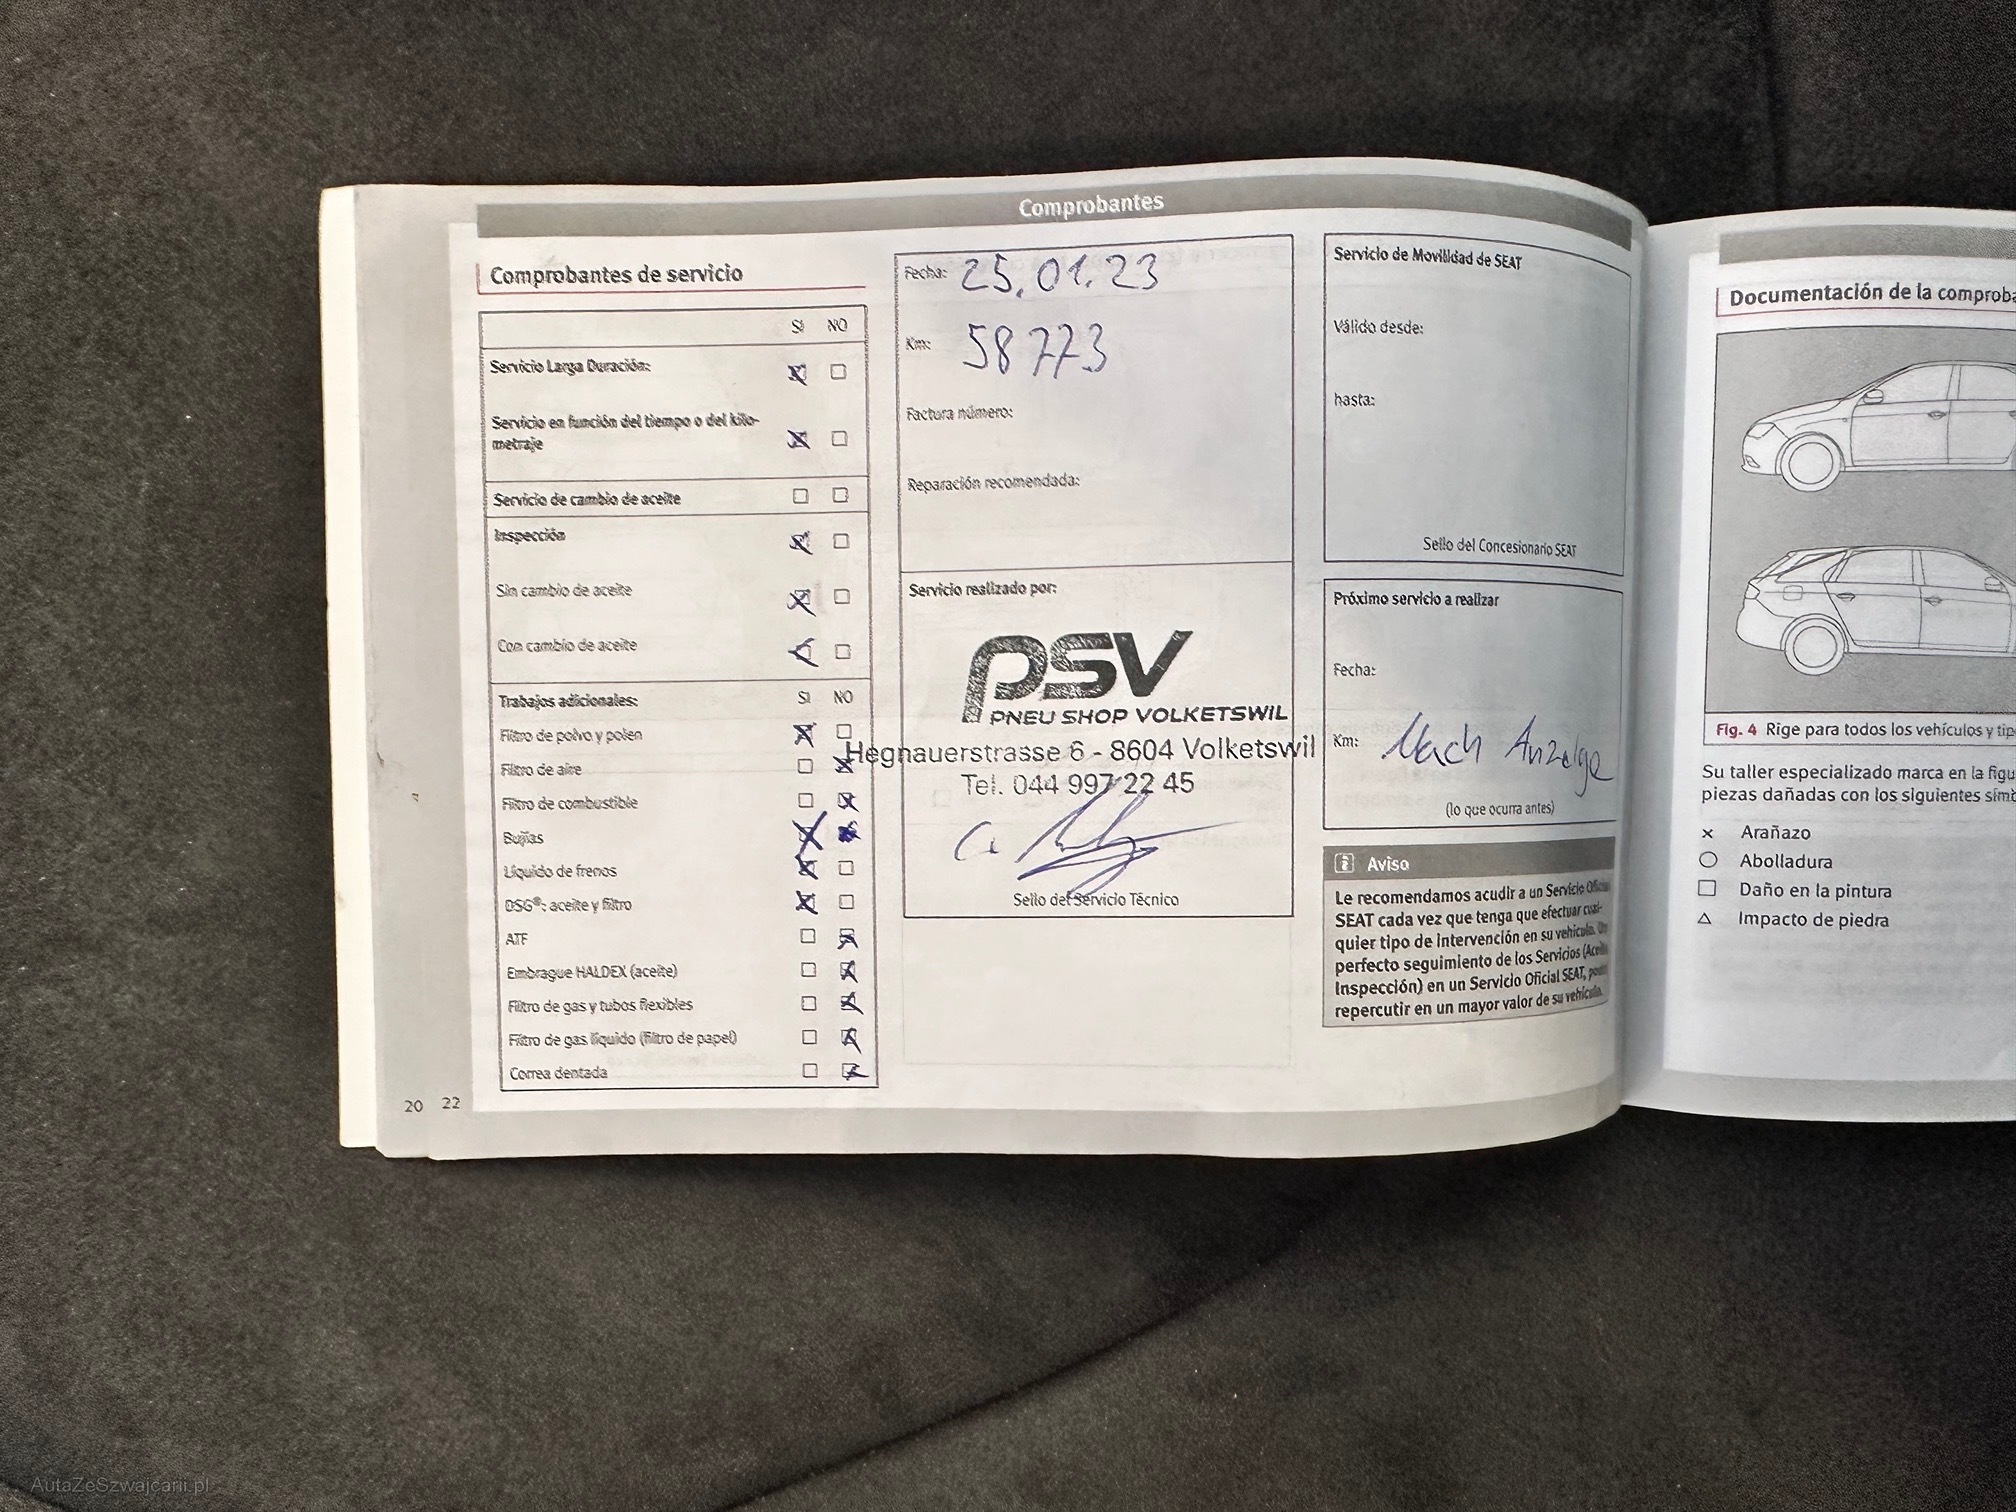 Comprobantes
Comprobantes de servicio
SI NO
Servicio Larga Duración:
Servicio en función del tiempo o del kilo-
metraje
Servicio de cambio de aceite
Inspección
Sin cambio de aceite
Con cambio de aceite
Trabajos adicionales: SI NO
Filtro de polvo y polen
Filtro de aire
Filtro de combustible
Bujías
Líquido de frenos
DSG®: aceite y filtro
ATF
Embrague HALDEX (aceite)
Filtro de gas y tubos flexibles
Filtro de gas líquido (filtro de papel)
Correa dentada
20 22
Fecha: 25.01.23
Km: 58773
Factura número:
Reparación recomendada:
Servicio realizado por:
PSV
PNEU SHOP VOLKETSWIL
Hegnauerstrasse 6 - 8604 Volketswil
Tel. 044 997 22 45
Sello del Servicio Técnico
Servicio de Movilidad de SEAT
Válido desde:
hasta:
Sello del Concesionario SEAT
Próximo servicio a realizar
Fecha:
Km: Nach Anzeige
(lo que ocurra antes)
Aviso
Le recomendamos acudir a un Servicio Oficial
SEAT cada vez que tenga que efectuar cual-
quier tipo de intervención en su vehículo. Un
perfecto seguimiento de los Servicios (Aceite
Inspección) en un Servicio Oficial SEAT,
repercutir en un mayor valor de su vehículo.
Documentación de la comproba
Fig. 4 Rige para todos los vehículos y tip
Su taller especializado marca en la figu
piezas dañadas con los siguientes símb
Arañazo
Abolladura
Daño en la pintura
Impacto de piedra
AutaZeSzwajcarii.pl